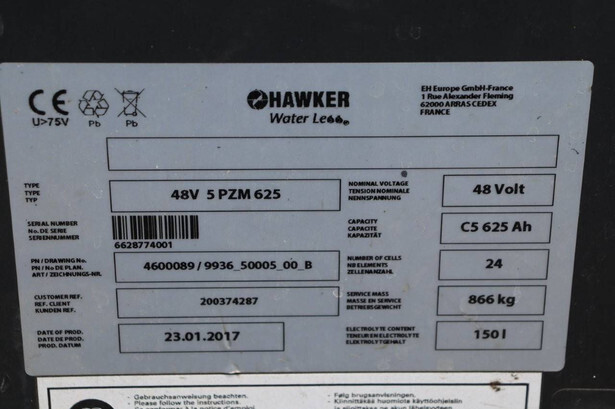 CE
U>75V
Pb
Pb
HAWKER
Water Less
EH Europe GmbH-France
1 Rue Alexander Fleming
62000 ARRAS CEDEX
FRANCE
TYPE
TYPE
TYP
48V 5 PZM 625
NOMINAL VOLTAGE
TENSION NOMINALE
NENNSPANNUNG
48 Volt
SERIAL NUMBER
No. DE SERIE
SERIENNUMMER
6628774001
CAPACITY
CAPACITE
KAPAZITÄT
C5 625 Ah
PN / DRAWING No.
PN / No DE PLAN.
ART / ZEICHNUNGS-NR.
4600089 / 9936_50005_00_B
NUMBER OF CELLS
NB ELEMENTS
ZELLENANZAHL
24
CUSTOMER REF.
REF. CLIENT
KUNDEN REF.
200374287
SERVICE MASS
MASSE EN SERVICE
BETRIEBSGEWICHT
866 kg
DATE OF PROD.
DATE DE PROD.
PROD. DATUM
23.01.2017
ELECTROLYTE CONTENT
TENEUR EN ELECTROLYTE
ELEKTROLYTGEHALT
150 l
- Gebrauchsanweisung beachten.
- Please follow the instructions.
- Følg brugsanvisningen.
- Kiinnittäkää huomiota käyttöohjeisiin